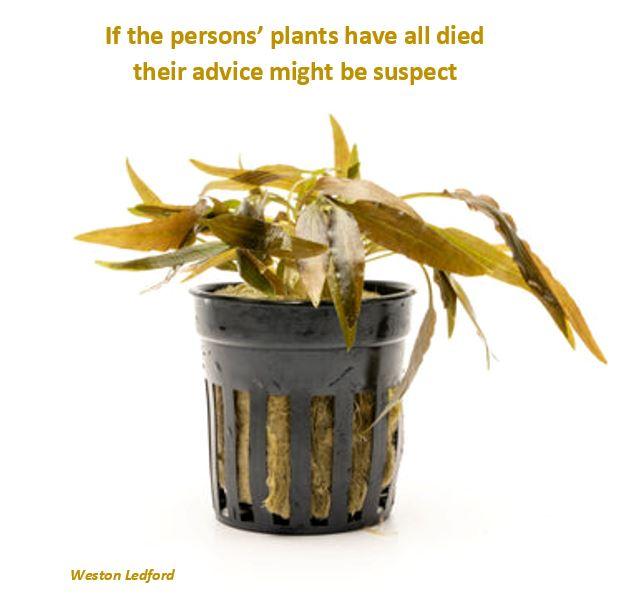 If the persons’ plants have all died
their advice might be suspect
Weston Ledford